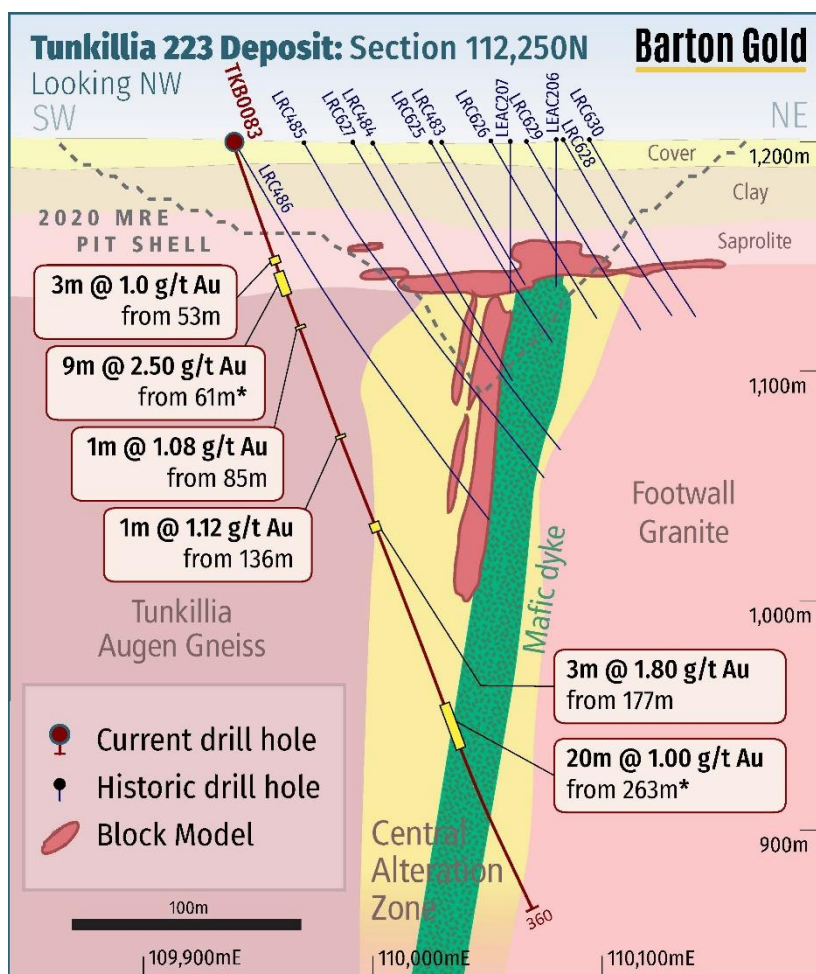 Tunkillia 223 Deposit: Section 112,250N
Barton Gold
Looking NW
SW
NE
TKB0083
LRC486
LRC485
LRC627
LRC484
LRC625
LRC483
LRC626
LEAC207
LRC629
LEAC206
LRC628
LRC630
Cover
1,200m
Clay
Saprolite
2020 MRE
PIT SHELL
3m @ 1.0 g/t Au
from 53m
9m @ 2.50 g/t Au
from 61m*
1m @ 1.08 g/t Au
from 85m
1m @ 1.12 g/t Au
from 136m
1,100m
Footwall
Granite
Mafic dyke
1,000m
Tunkillia
Augen Gneiss
3m @ 1.80 g/t Au
from 177m
20m @ 1.00 g/t Au
from 263m*
Current drill hole
Historic drill hole
Block Model
Central
Alteration
Zone
900m
360
100m
109,900mE
110,000mE
110,100mE